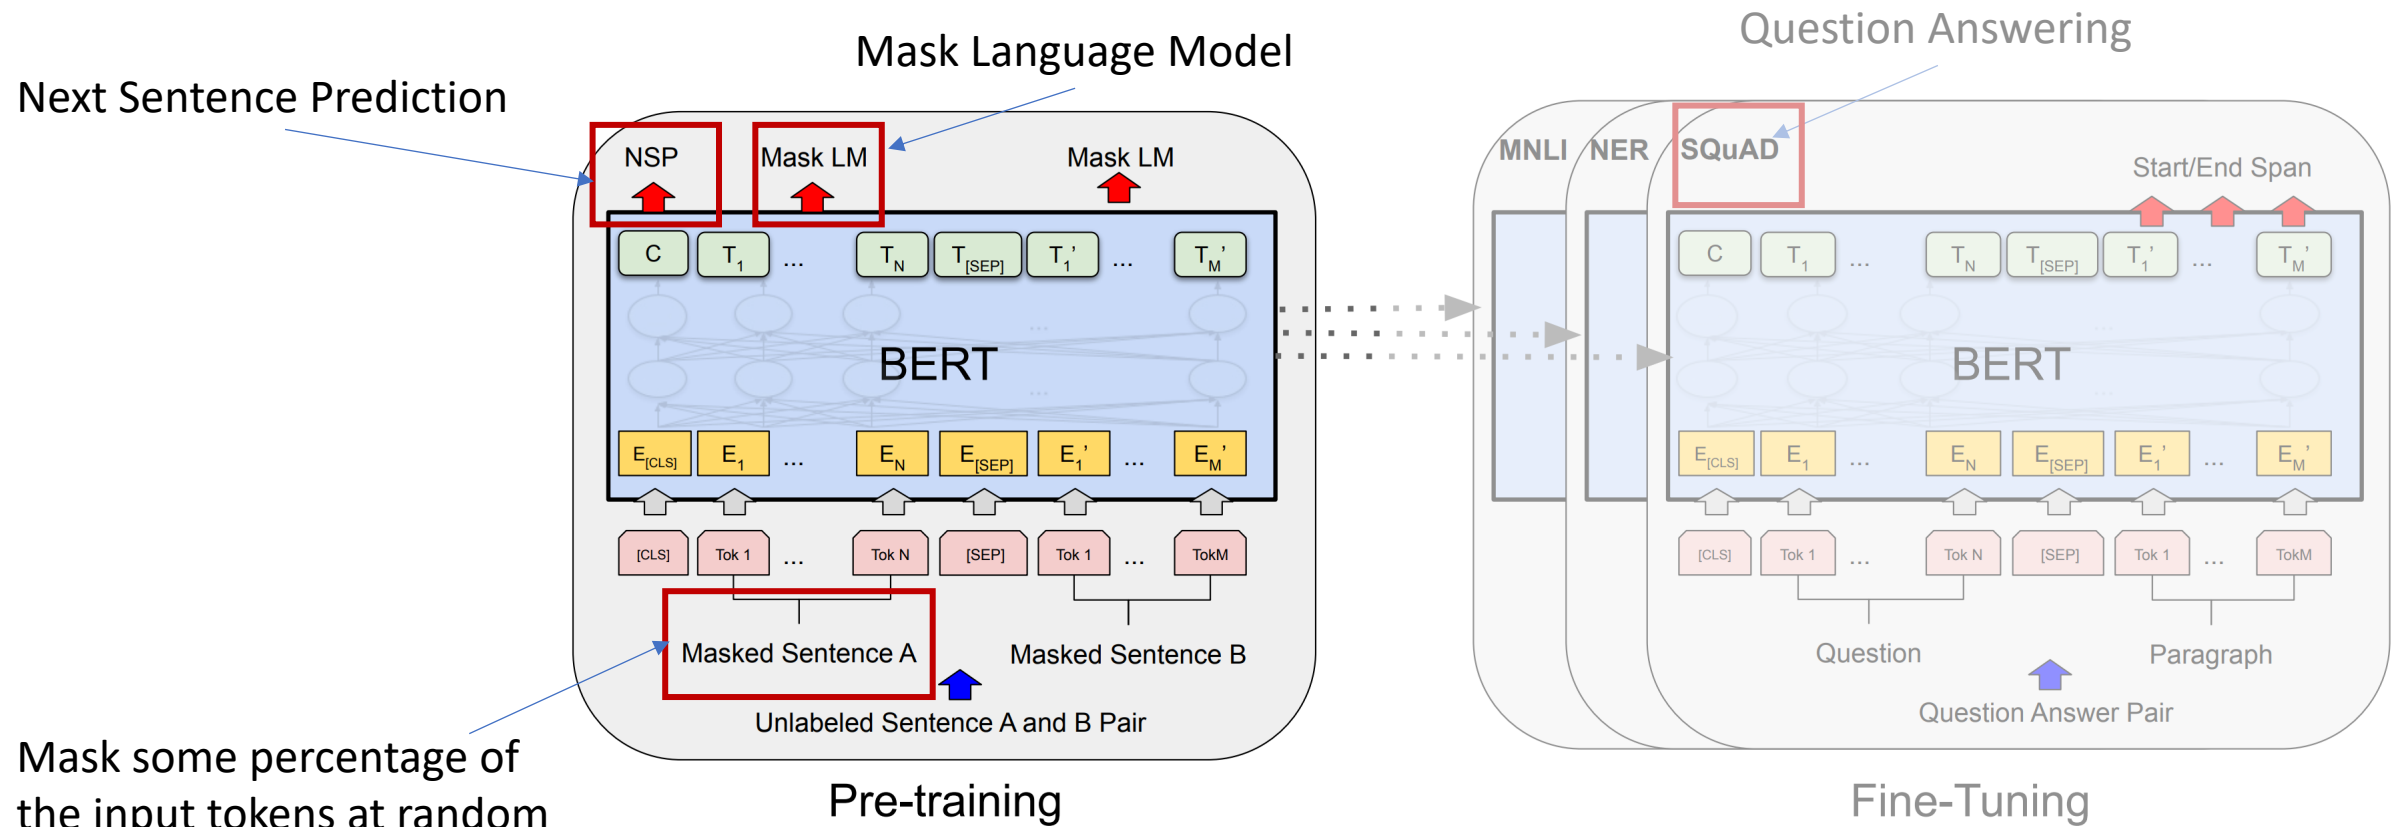 Question Answering
Mask Language Model
Next Sentence Prediction
NSP Mask LM Mask LM
MNLI NER SQuAD
Start/End Span
C T1 ... TN T[SEP] T1' ... TM'
C T1 ... TN T[SEP] T1' ... TM'
...
...
BERT
BERT
...
...
E[CLS] E1 ... EN E[SEP] E1' ... EM'
E[CLS] E1 ... EN E[SEP] E1' ... EM'
[CLS] Tok 1 ... Tok N [SEP] Tok 1 ... TokM
[CLS] Tok 1 ... Tok N [SEP] Tok 1 ... TokM
Masked Sentence A Masked Sentence B
Question Paragraph
Unlabeled Sentence A and B Pair
Question Answer Pair
Mask some percentage of
the input tokens at random
Pre-training
Fine-Tuning